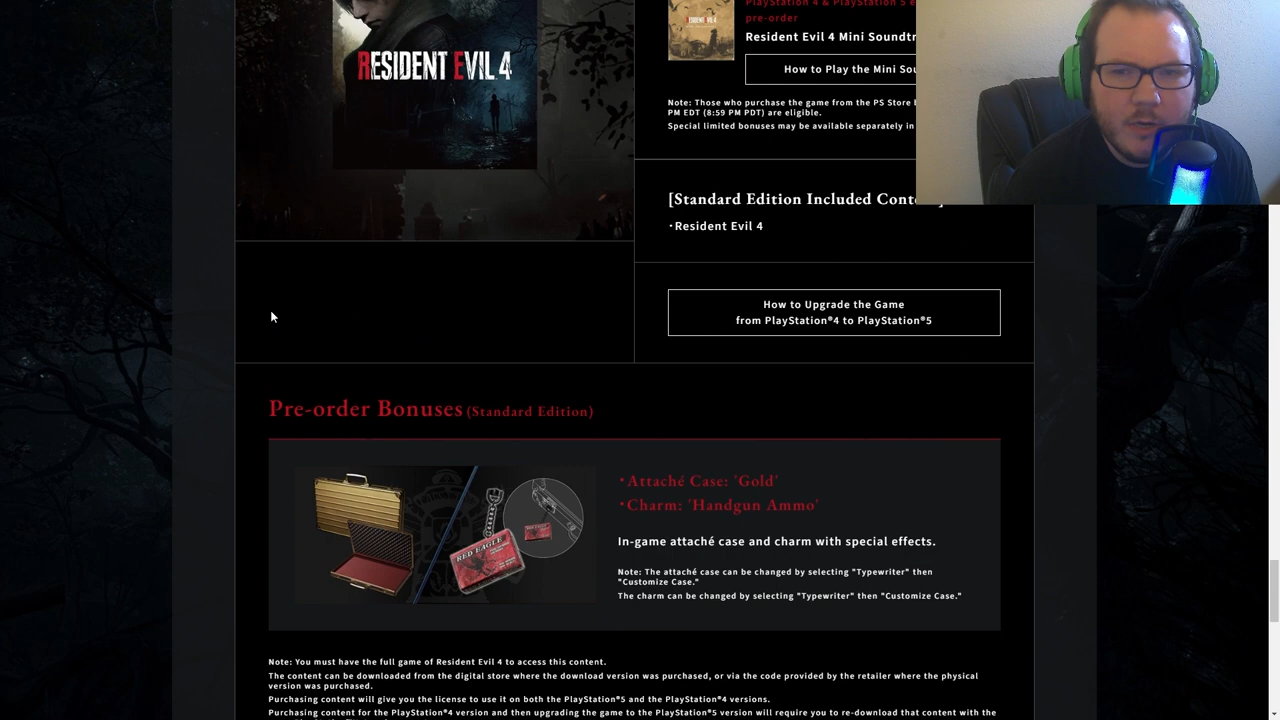 RESIDENT EVIL 4
PlayStation 4 & PlayStation 5
pre-order
Resident Evil 4 Mini
How to Play the Mini
Note: Those who purchase the game from the PS Store
PM EDT (8:59 PM PDT) are eligible.
Special limited bonuses may be available separately in
[Standard Edition Included
・Resident Evil 4
How to Upgrade the Game
from PlayStation®4 to PlayStation®5
Pre-order Bonuses (Standard Edition)
RED EAGLE
・Attaché Case: 'Gold'
・Charm: 'Handgun Ammo'
In-game attaché case and charm with special effects.
Note: The attaché case can be changed by selecting "Typewriter" then
"Customize Case."
The charm can be changed by selecting "Typewriter" then "Customize Case."
Note: You must have the full game of Resident Evil 4 to access this content.
The content can be downloaded from the digital store where the download version was purchased, or via the code provided by the retailer where the physical
version was purchased.
Purchasing content will give you the license to use it on both the PlayStation®5 and the PlayStation®4 versions.
Purchasing content for the PlayStation®4 version and then upgrading the game to the PlayStation®5 version will require you to re-download that content with the